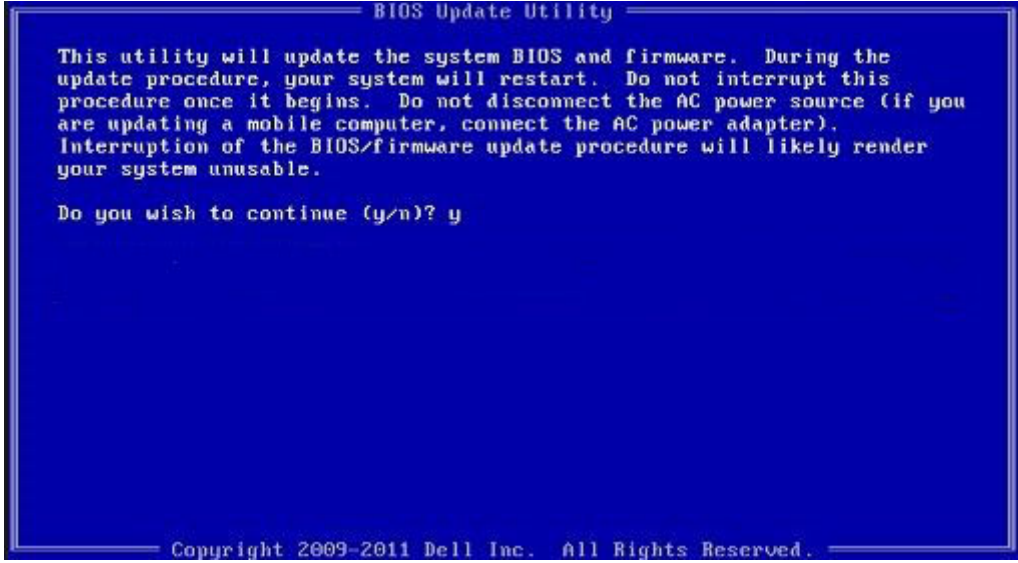 BIOS Update Utility
This utility will update the system BIOS and firmware.  During the
update procedure, your system will restart.  Do not interrupt this
procedure once it begins.  Do not disconnect the AC power source (if you
are updating a mobile computer, connect the AC power adapter).
Interruption of the BIOS/firmware update procedure will likely render
your system unusable.
Do you wish to continue (y/n)? y
Copyright 2009-2011 Dell Inc.  All Rights Reserved.